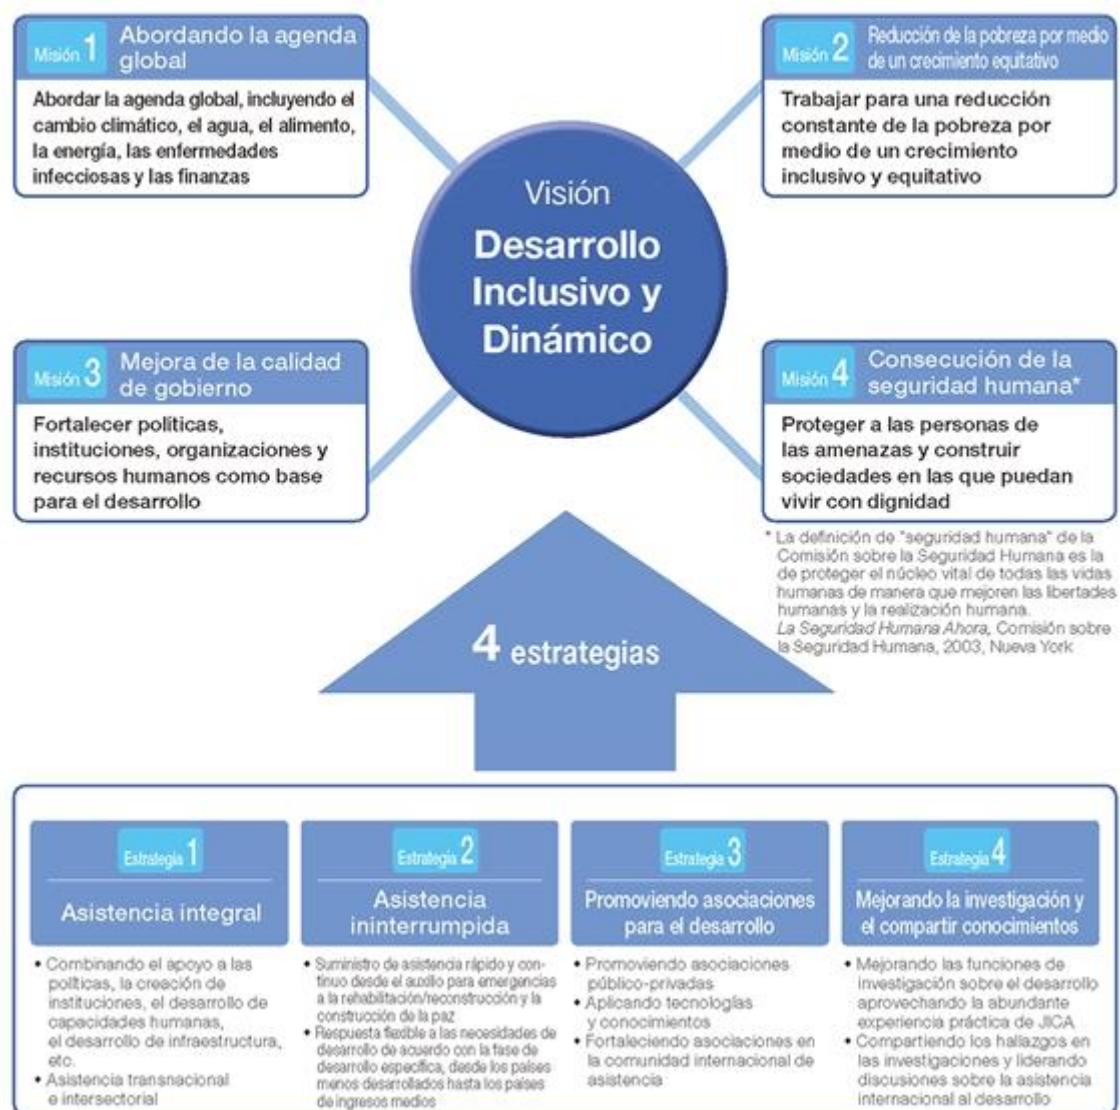 Misión 1 Abordando la agenda
global
Abordar la agenda global, incluyendo el
cambio climático, el agua, el alimento,
la energía, las enfermedades
infecciosas y las finanzas
Misión 2 Reducción de la pobreza por medio
de un crecimiento equitativo
Trabajar para una reducción
constante de la pobreza por
medio de un crecimiento
inclusivo y equitativo
Visión
Desarrollo
Inclusivo y
Dinámico
Misión 3 Mejora de la calidad
de gobierno
Fortalecer políticas,
instituciones, organizaciones y
recursos humanos como base
para el desarrollo
Misión 4 Consecución de la
seguridad humana*
Proteger a las personas de
las amenazas y construir
sociedades en las que puedan
vivir con dignidad
* La definición de "seguridad humana" de la
Comisión sobre la Seguridad Humana es la
de proteger el núcleo vital de todas las vidas
humanas de manera que mejoren las libertades
humanas y la realización humana.
La Seguridad Humana Ahora, Comisión sobre
la Seguridad Humana, 2003, Nueva York
4 estrategias
Estrategia 1
Asistencia integral
• Combinando el apoyo a las
políticas, la creación de
instituciones, el desarrollo de
capacidades humanas,
el desarrollo de infraestructura,
etc.
• Asistencia transnacional
e intersectorial
Estrategia 2
Asistencia
ininterrumpida
• Suministro de asistencia rápido y con-
tinuo desde el auxilio para emergencias
a la rehabilitación/reconstrucción y la
construcción de la paz
• Respuesta flexible a las necesidades de
desarrollo de acuerdo con la fase de
desarrollo específica, desde los países
menos desarrollados hasta los países
de ingresos medios
Estrategia 3
Promoviendo asociaciones
para el desarrollo
• Promoviendo asociaciones
público-privadas
• Aplicando tecnologías
y conocimientos
• Fortaleciendo asociaciones en
la comunidad internacional de
asistencia
Estrategia 4
Mejorando la investigación y
el compartir conocimientos
• Mejorando las funciones de
investigación sobre el desarrollo
aprovechando la abundante
experiencia práctica de JICA
• Compartiendo los hallazgos en
las investigaciones y liderando
discusiones sobre la asistencia
internacional al desarrollo